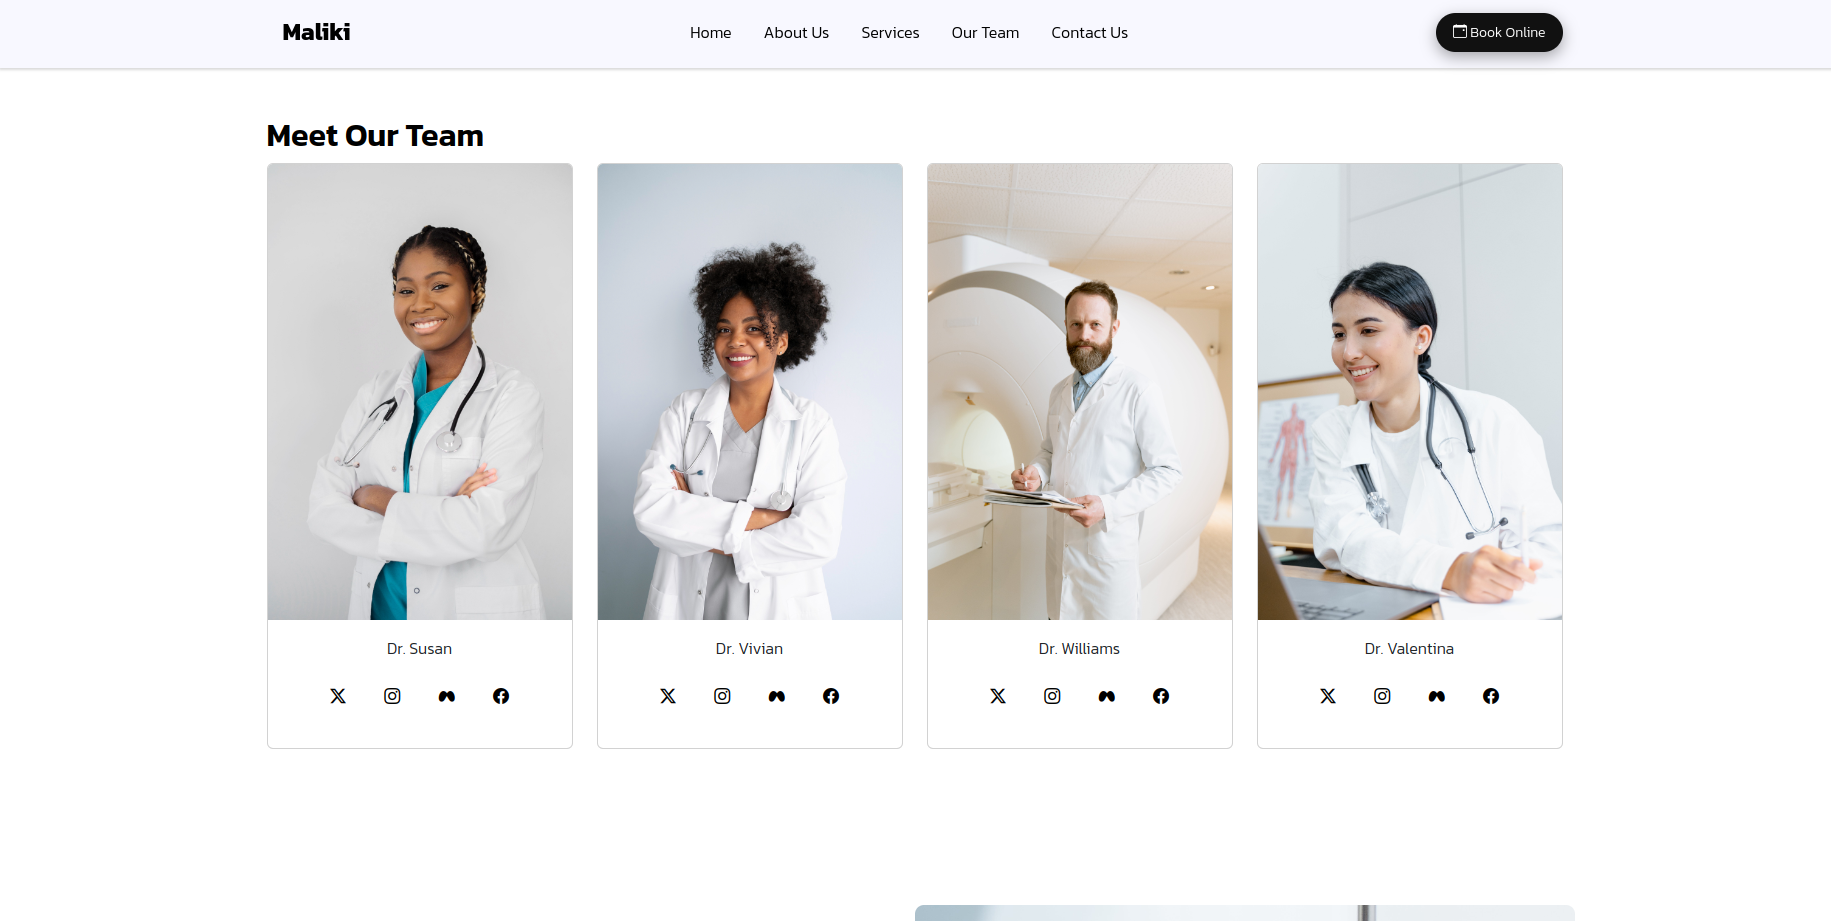 Maliki
Home
About Us
Services
Our Team
Contact Us
Book Online
Meet Our Team
Dr. Susan
Dr. Vivian
Dr. Williams
Dr. Valentina